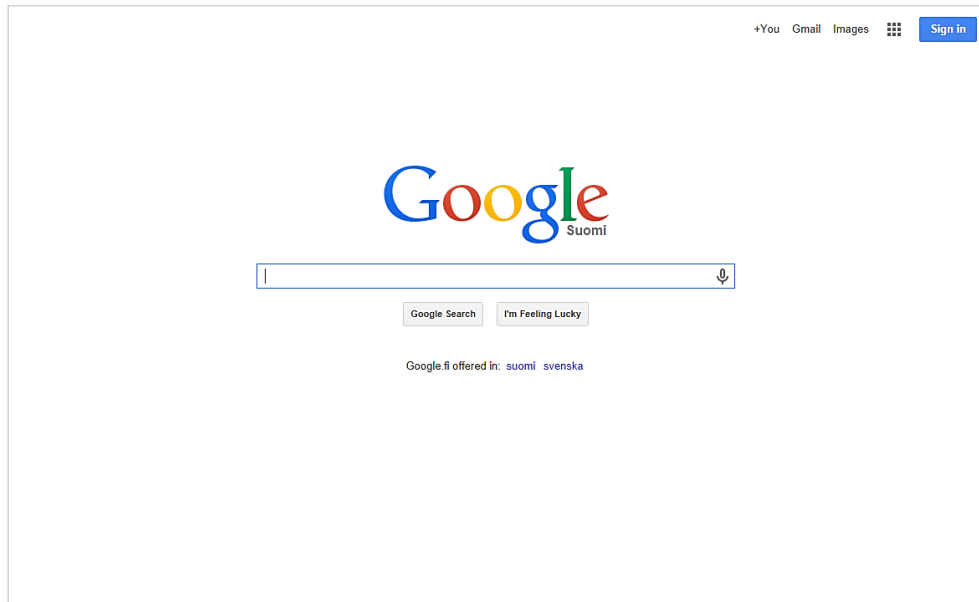 +You Gmail Images Sign in
Google
Suomi
Google Search I'm Feeling Lucky
Google.fi offered in: suomi svenska